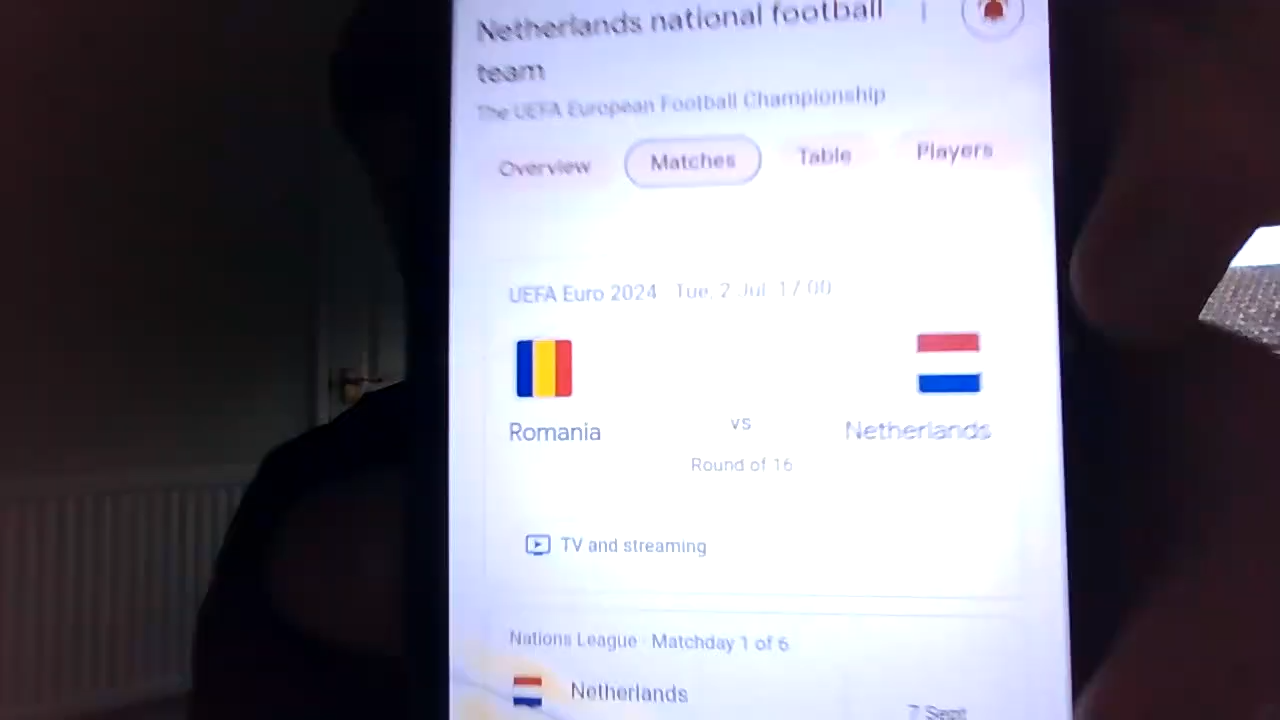 Netherlands national football
team
The UEFA European Football Championship
Overview Matches Table Players
UEFA Euro 2024 Tue, 2 Jul 17:00
Romania vs Netherlands
Round of 16
TV and streaming
Nations League · Matchday 1 of 6
Netherlands
7 Sept